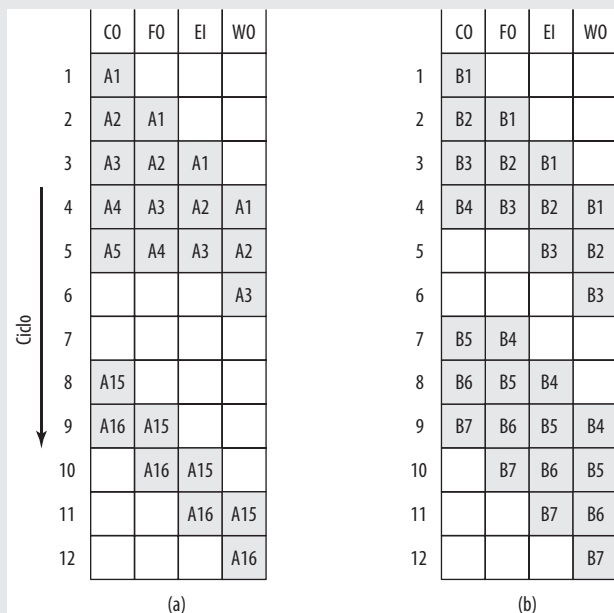 CO FO EI WO CO FO EI WO
1 A1 1 B1
2 A2 A1 2 B2 B1
3 A3 A2 A1 3 B3 B2 B1
4 A4 A3 A2 A1 4 B4 B3 B2 B1
5 A5 A4 A3 A2 5 B3 B2
6 A3 6 B3
Ciclo
7 7 B5 B4
8 A15 8 B6 B5 B4
9 A16 A15 9 B7 B6 B5 B4
10 A16 A15 10 B7 B6 B5
11 A16 A15 11 B7 B6
12 A16 12 B7
(a) (b)